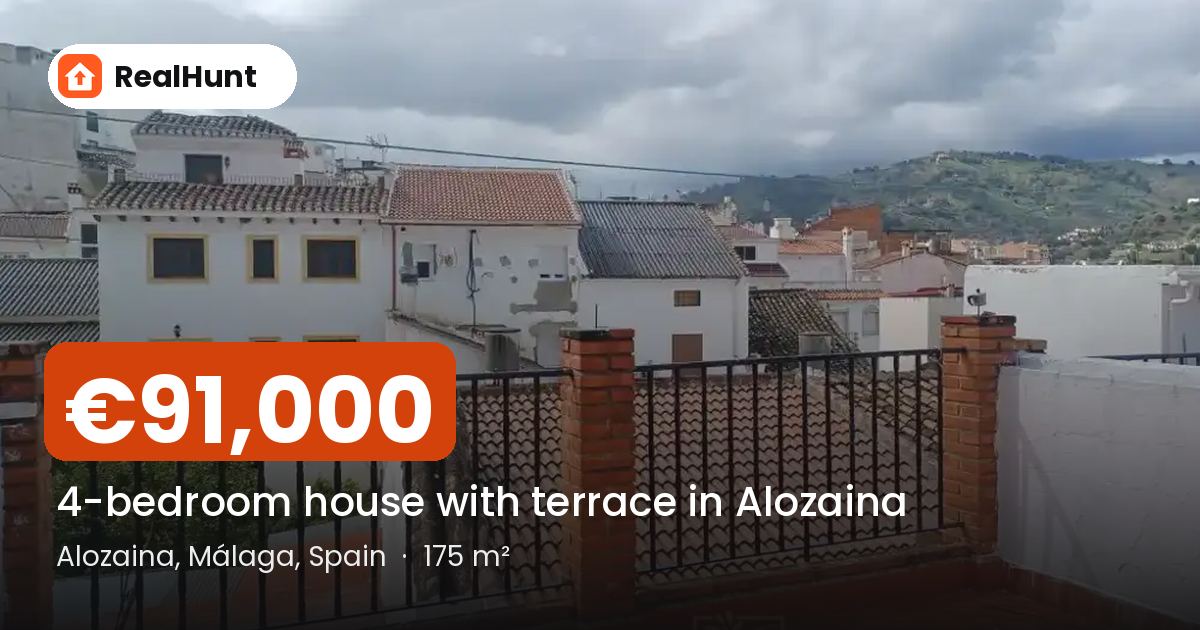 RealHunt
€91,000
4-bedroom house with terrace in Alozaina
Alozaina, Málaga, Spain · 175 m²